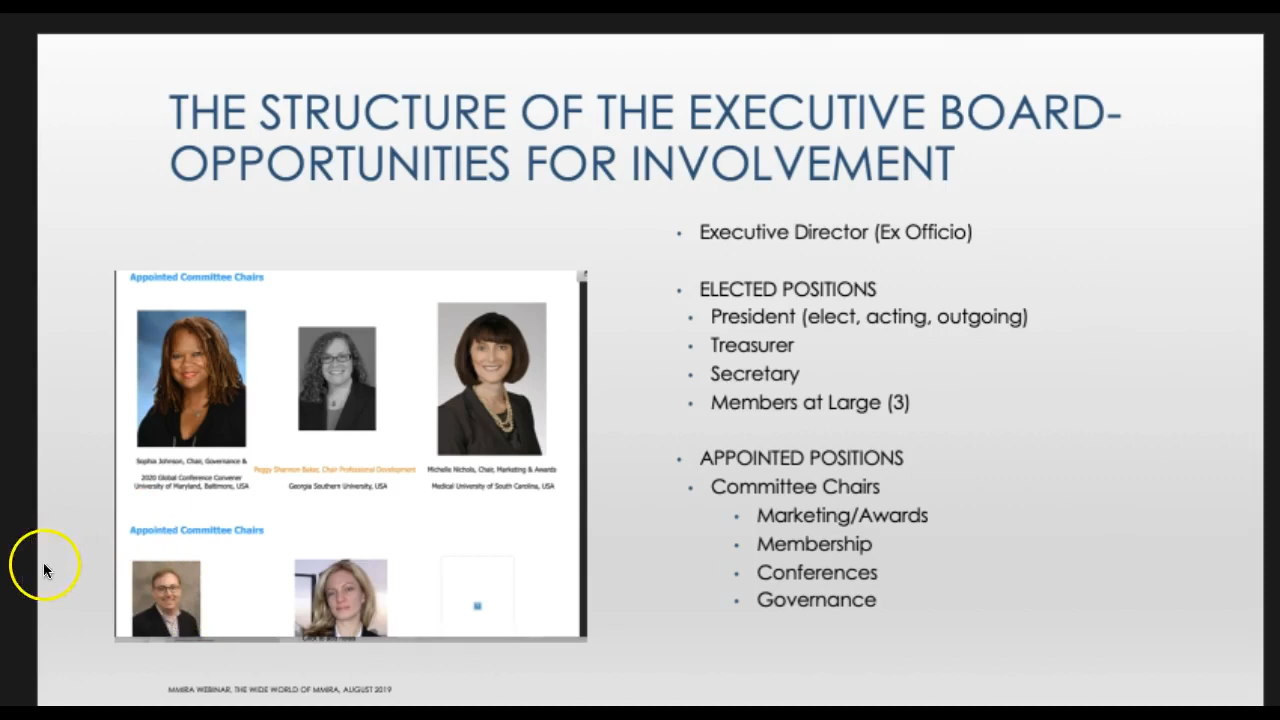 THE STRUCTURE OF THE EXECUTIVE BOARD-
OPPORTUNITIES FOR INVOLVEMENT
• Executive Director (Ex Officio)
• ELECTED POSITIONS
• President (elect, acting, outgoing)
• Treasurer
• Secretary
• Members at Large (3)
• APPOINTED POSITIONS
• Committee Chairs
• Marketing/Awards
• Membership
• Conferences
• Governance
Appointed Committee Chairs
Sophia Johnson, Chair, Governance &
2020 Global Conference Convener
University of Maryland, Baltimore, USA
Peggy Shannon Baker, Chair Professional Development
Georgia Southern University, USA
Michelle Nichols, Chair, Marketing & Awards
Medical University of South Carolina, USA
Appointed Committee Chairs
MMIRA WEBINAR, THE WIDE WORLD OF MMIRA, AUGUST 2019